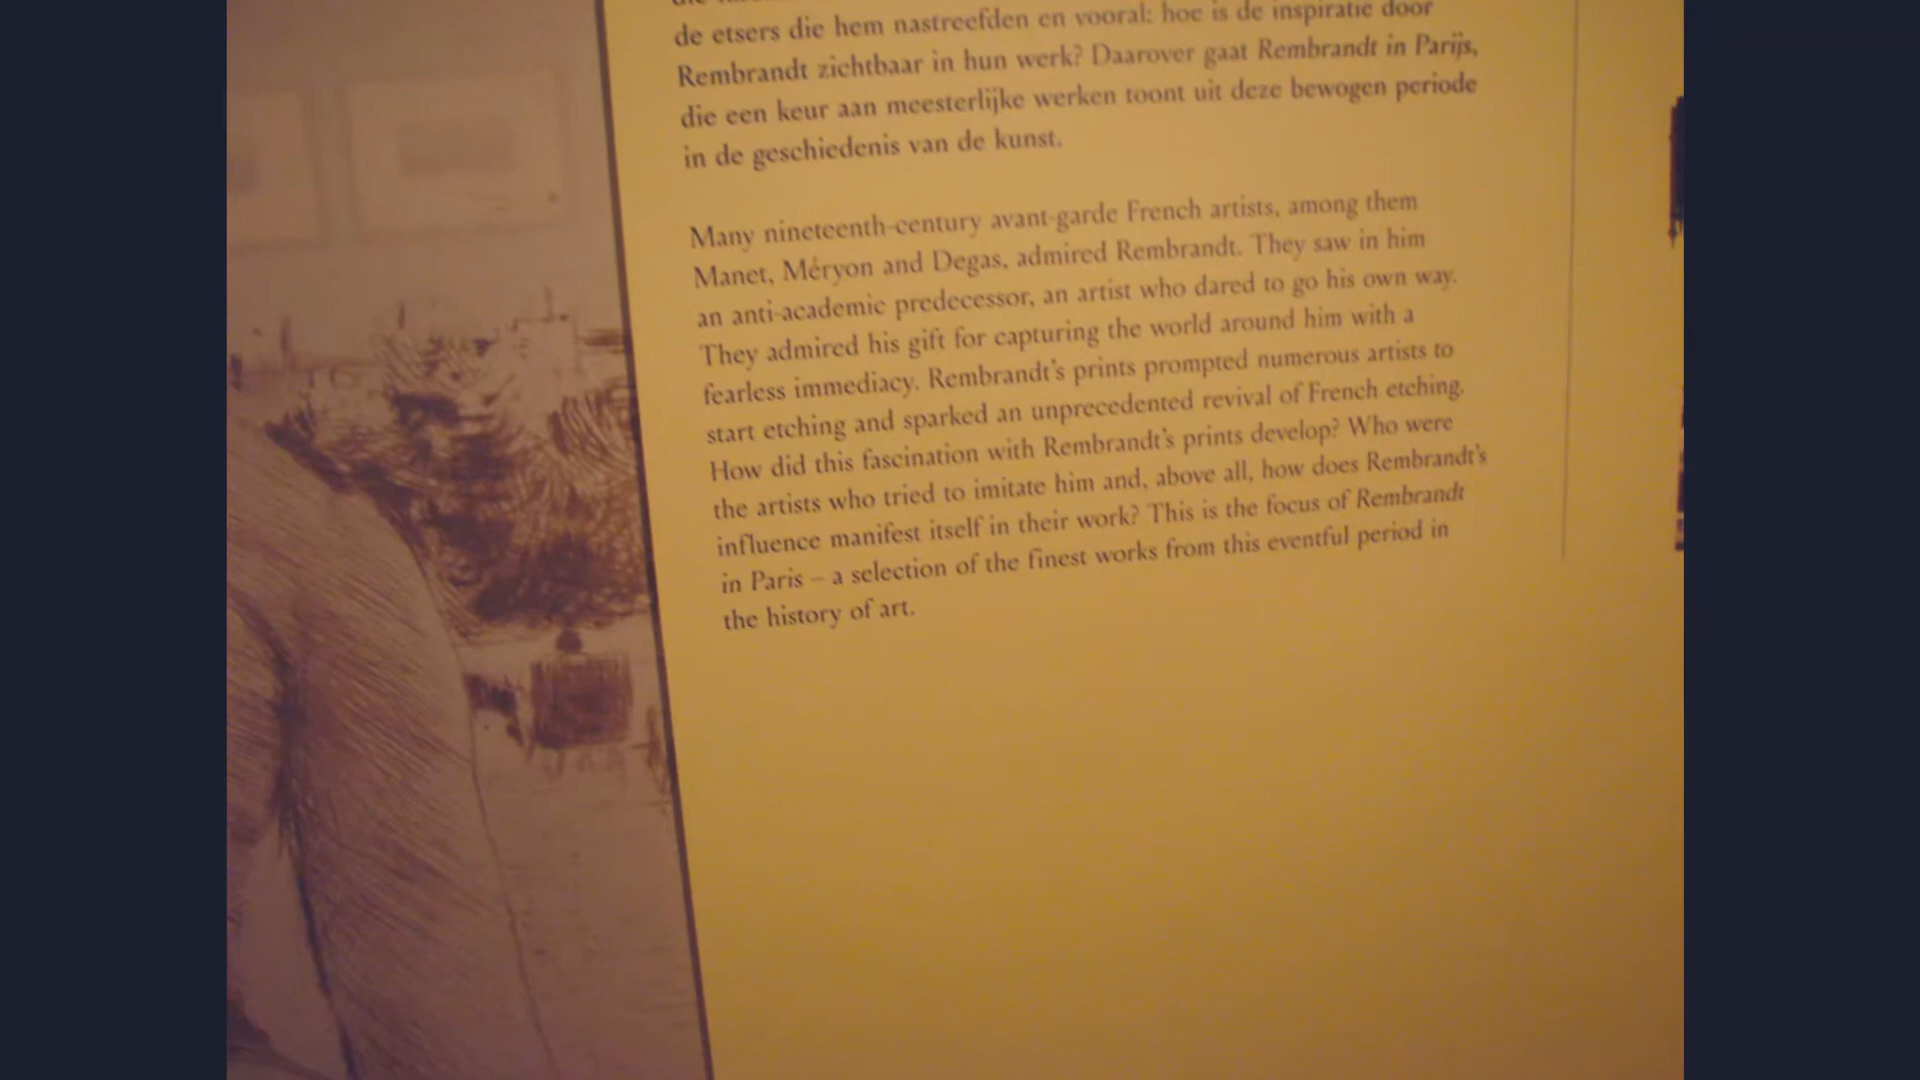 de etsers die hem nastreefden en vooral: hoe is de inspiratie door
Rembrandt zichtbaar in hun werk? Daarover gaat Rembrandt in Parijs,
die een keur aan meesterlijke werken toont uit deze bewogen periode
in de geschiedenis van de kunst.
Many nineteenth-century avant-garde French artists, among them
Manet, Méryon and Degas, admired Rembrandt. They saw in him
an anti-academic predecessor, an artist who dared to go his own way.
They admired his gift for capturing the world around him with a
fearless immediacy. Rembrandt's prints prompted numerous artists to
start etching and sparked an unprecedented revival of French etching.
How did this fascination with Rembrandt's prints develop? Who were
the artists who tried to imitate him and, above all, how does Rembrandt's
influence manifest itself in their work? This is the focus of Rembrandt
in Paris – a selection of the finest works from this eventful period in
the history of art.